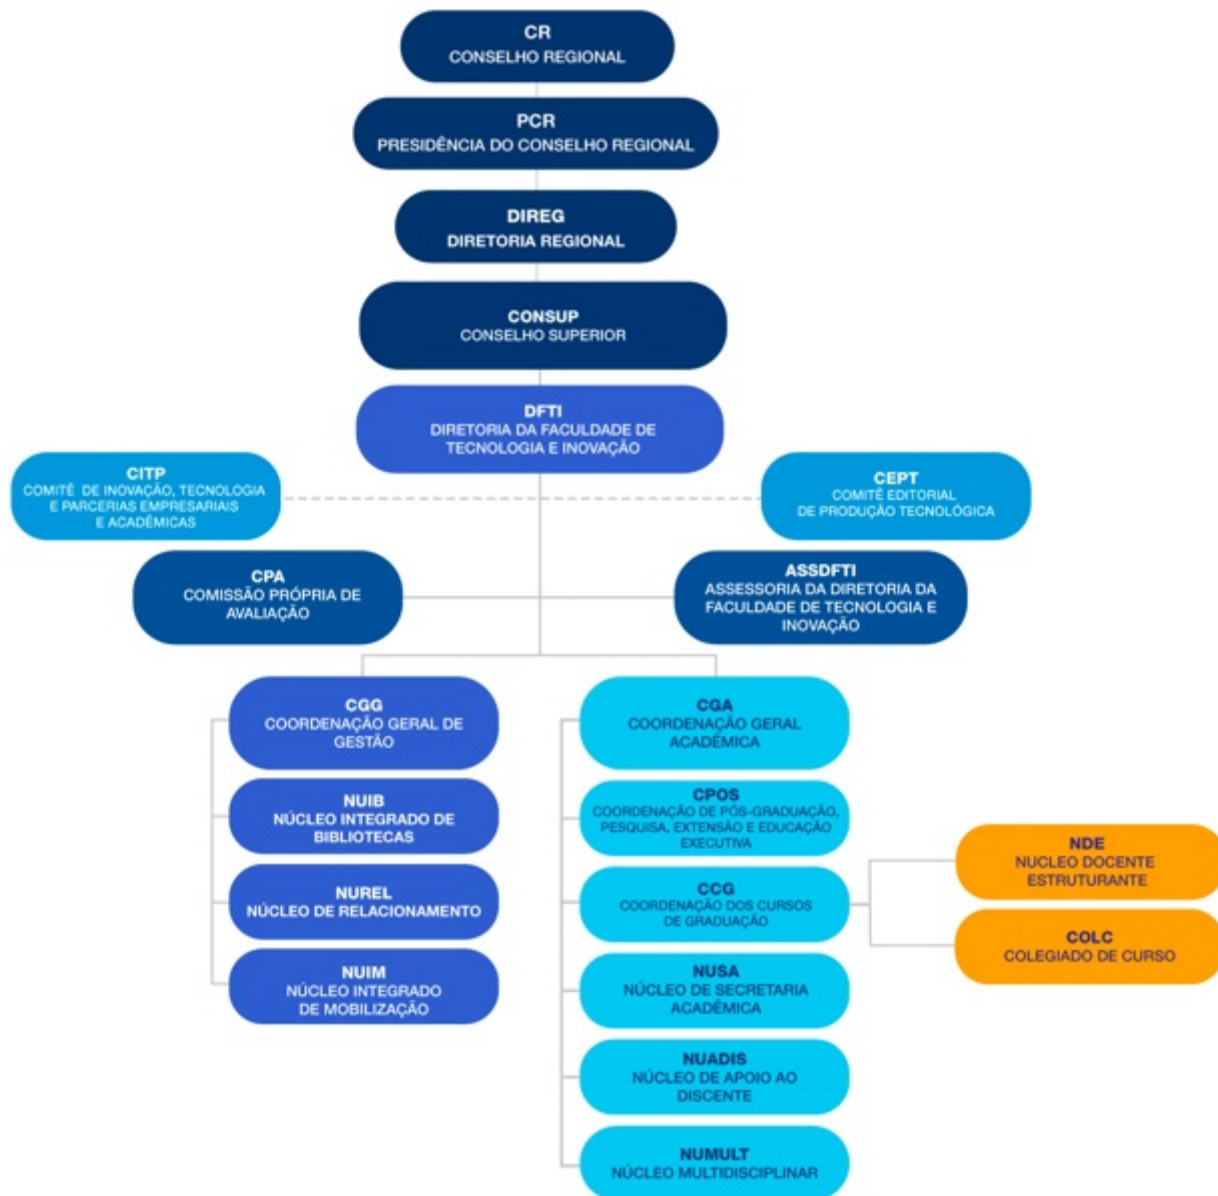 CR
CONSELHO REGIONAL
PCR
PRESIDÊNCIA DO CONSELHO REGIONAL
DIREG
DIRETORIA REGIONAL
CONSUP
CONSELHO SUPERIOR
DFTI
DIRETORIA DA FACULDADE DE
TECNOLOGIA E INOVAÇÃO
CITP
COMITÊ DE INOVAÇÃO, TECNOLOGIA
E PARCERIAS EMPRESARIAIS
E ACADÊMICAS
CEPT
COMITÊ EDITORIAL
DE PRODUÇÃO TECNOLÓGICA
CPA
COMISSÃO PRÓPRIA DE
AVALIAÇÃO
ASSDFTI
ASSESSORIA DA DIRETORIA DA
FACULDADE DE TECNOLOGIA E
INOVAÇÃO
CGG
COORDENAÇÃO GERAL DE
GESTÃO
NUIB
NÚCLEO INTEGRADO DE
BIBLIOTECAS
NUREL
NÚCLEO DE RELACIONAMENTO
NUIM
NÚCLEO INTEGRADO
DE MOBILIZAÇÃO
CGA
COORDENAÇÃO GERAL
ACADÊMICA
CPOS
COORDENAÇÃO DE PÓS-GRADUAÇÃO,
PESQUISA, EXTENSÃO E EDUCAÇÃO
EXECUTIVA
CCG
COORDENAÇÃO DOS CURSOS
DE GRADUAÇÃO
NUSA
NÚCLEO DE SECRETARIA
ACADÊMICA
NUADIS
NÚCLEO DE APOIO AO
DISCENTE
NUMULT
NÚCLEO MULTIDISCIPLINAR
NDE
NUCLEO DOCENTE
ESTRUTURANTE
COLC
COLEGIADO DE CURSO